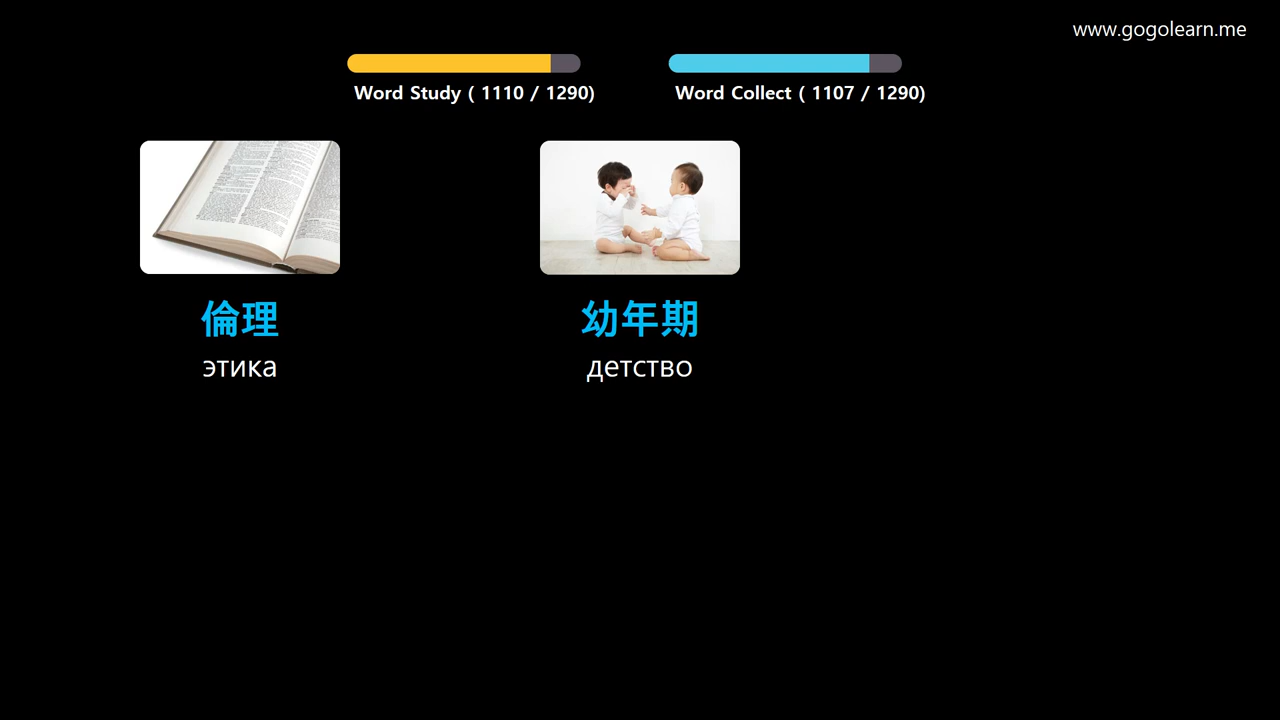 www.gogolearn.me
Word Study ( 1110 / 1290)
Word Collect ( 1107 / 1290)
倫理
этика
幼年期
детство